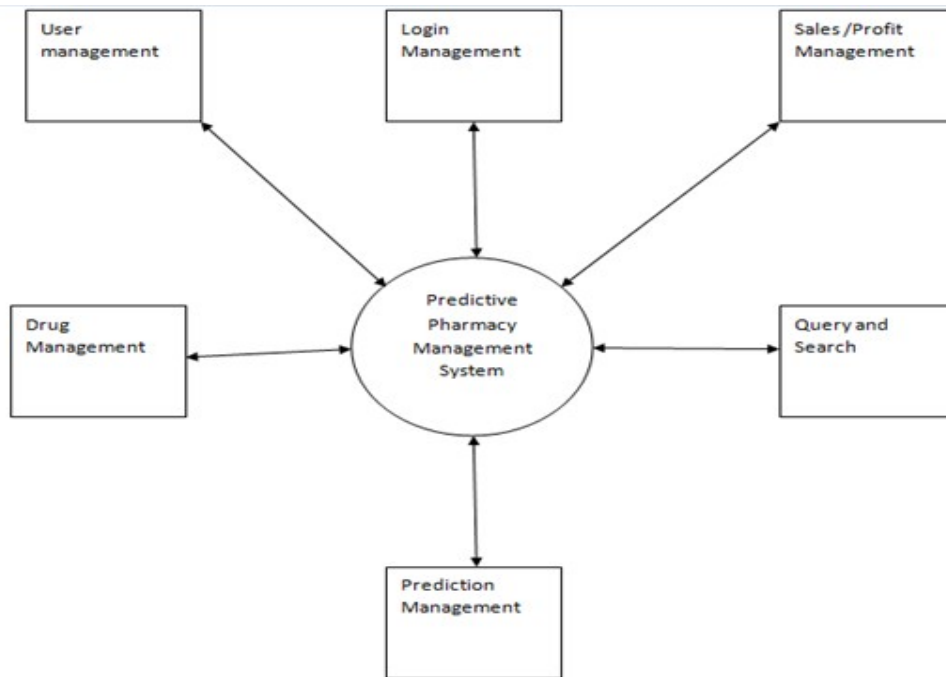 User
management
Login
Management
Sales /Profit
Management
Predictive
Pharmacy
Management
System
Drug
Management
Query and
Search
Prediction
Management